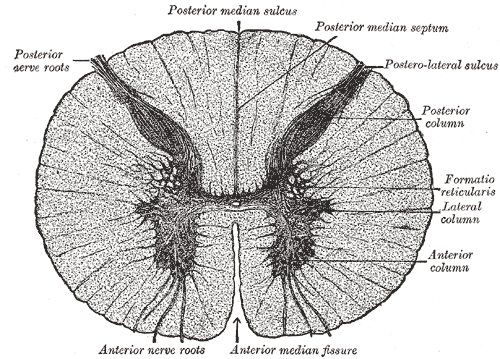 Posterior median sulcus
Posterior median septum
Posterior
nerve roots
Postero-lateral sulcus
Posterior
column
Formatio
reticularis
Lateral
column
Anterior
column
Anterior nerve roots
Anterior median fissure